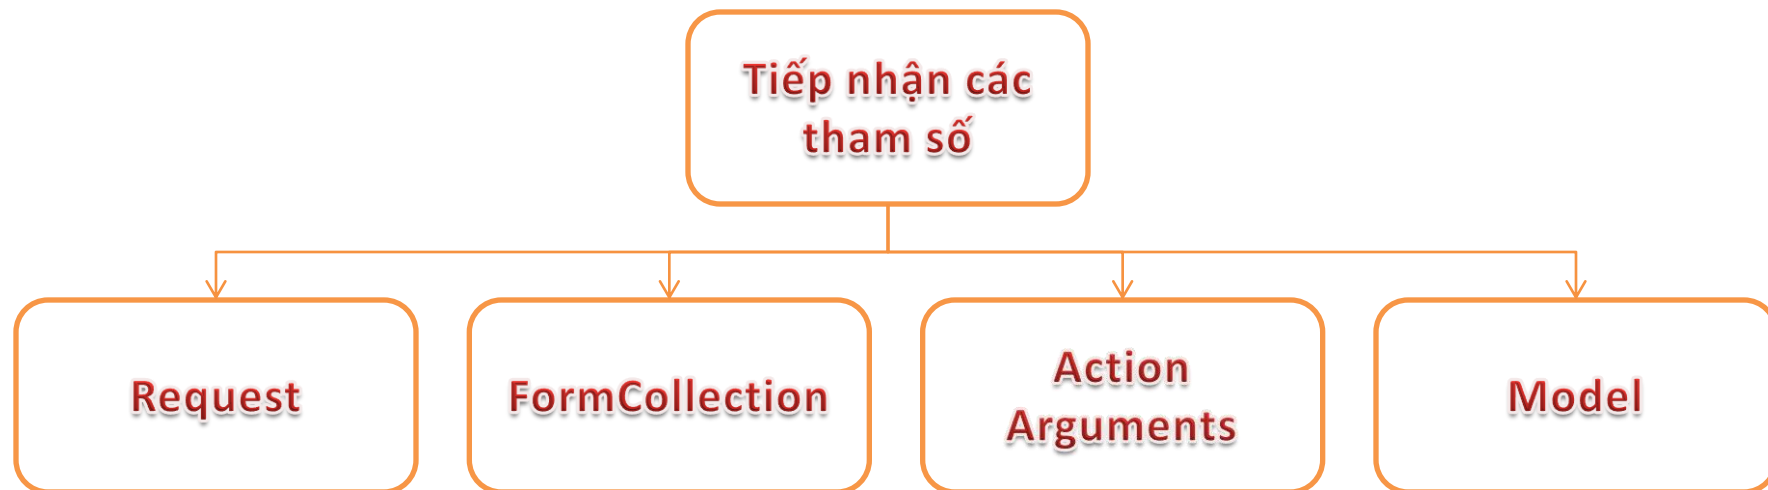 Tiếp nhận các
tham số
Request
FormCollection
Action
Arguments
Model